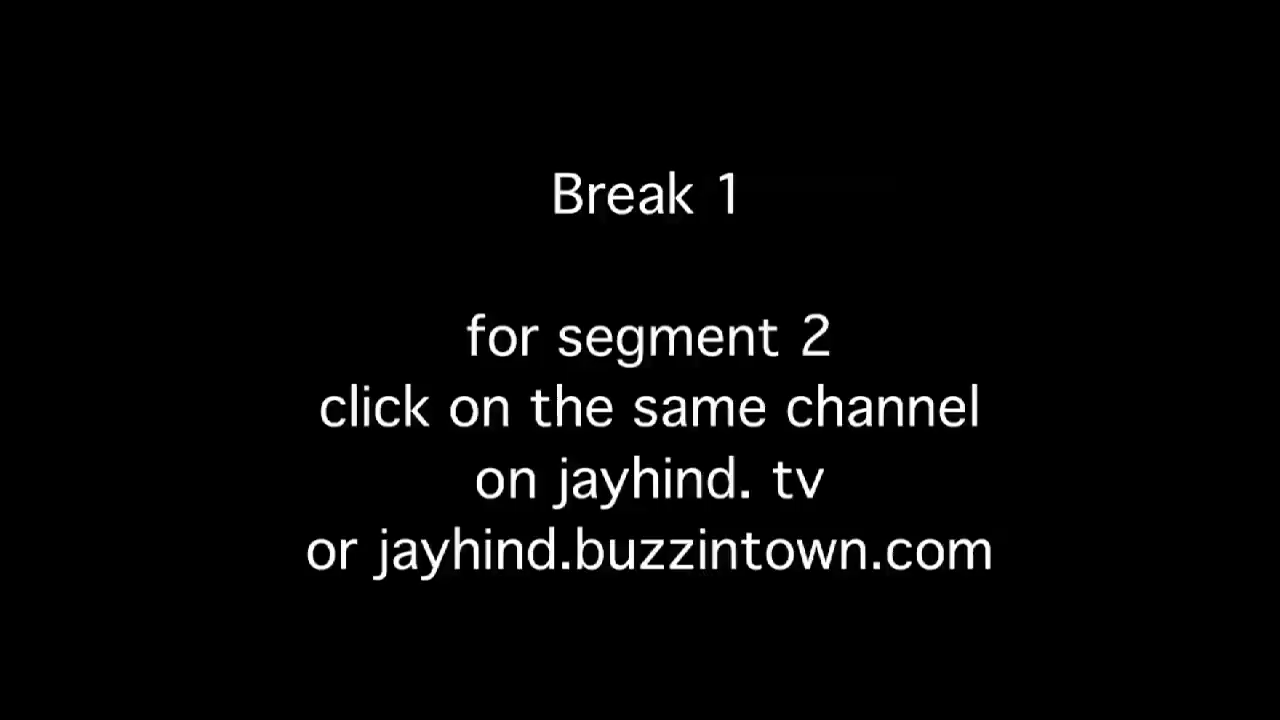 Break 1
for segment 2
click on the same channel
on jayhind. tv
or jayhind.buzzintown.com